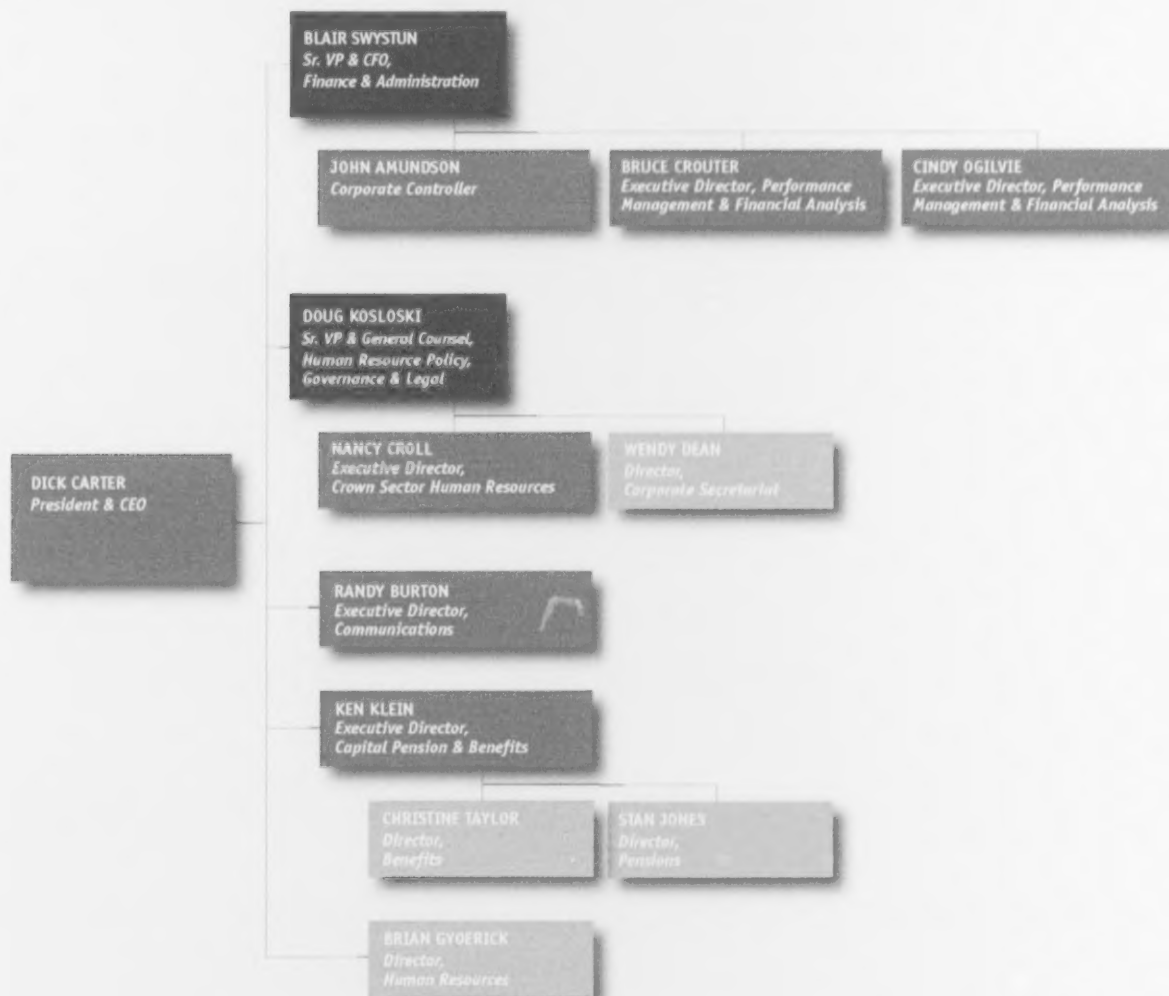 BLAIR SWYSTUN
Sr. VP & CFO,
Finance & Administration
JOHN AMUNDSON
Corporate Controller
BRUCE CROUTER
Executive Director, Performance
Management & Financial Analysis
CINDY OGILVIE
Executive Director, Performance
Management & Financial Analysis
DOUG KOSLOSKI
Sr. VP & General Counsel,
Human Resource Policy,
Governance & Legal
NANCY CROLL
Executive Director,
Crown Sector Human Resources
WENDY DEAN
Director,
Corporate Secretarial
DICK CARTER
President & CEO
RANDY BURTON
Executive Director,
Communications
KEN KLEIN
Executive Director,
Capital Pension & Benefits
CHRISTINE TAYLOR
Director,
Benefits
STAN JONES
Director,
Pensions
BRIAN GYOERICK
Director,
Human Resources